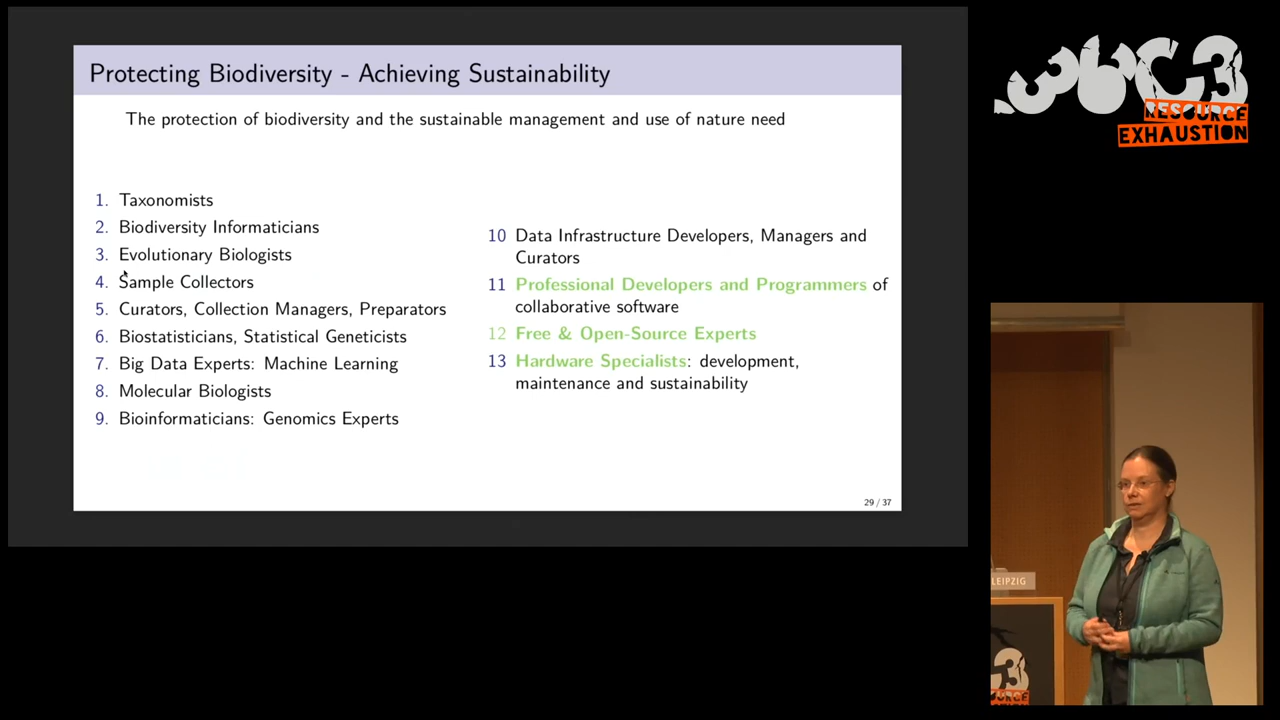 Protecting Biodiversity - Achieving Sustainability
The protection of biodiversity and the sustainable management and use of nature need
1. Taxonomists
2. Biodiversity Informaticians
3. Evolutionary Biologists
4. Sample Collectors
5. Curators, Collection Managers, Preparators
6. Biostatisticians, Statistical Geneticists
7. Big Data Experts: Machine Learning
8. Molecular Biologists
9. Bioinformaticians: Genomics Experts
10 Data Infrastructure Developers, Managers and
Curators
11 Professional Developers and Programmers of
collaborative software
12 Free & Open-Source Experts
13 Hardware Specialists: development,
maintenance and sustainability
29 / 37
36C3
RESOURCE
EXHAUSTION
LEIPZIG